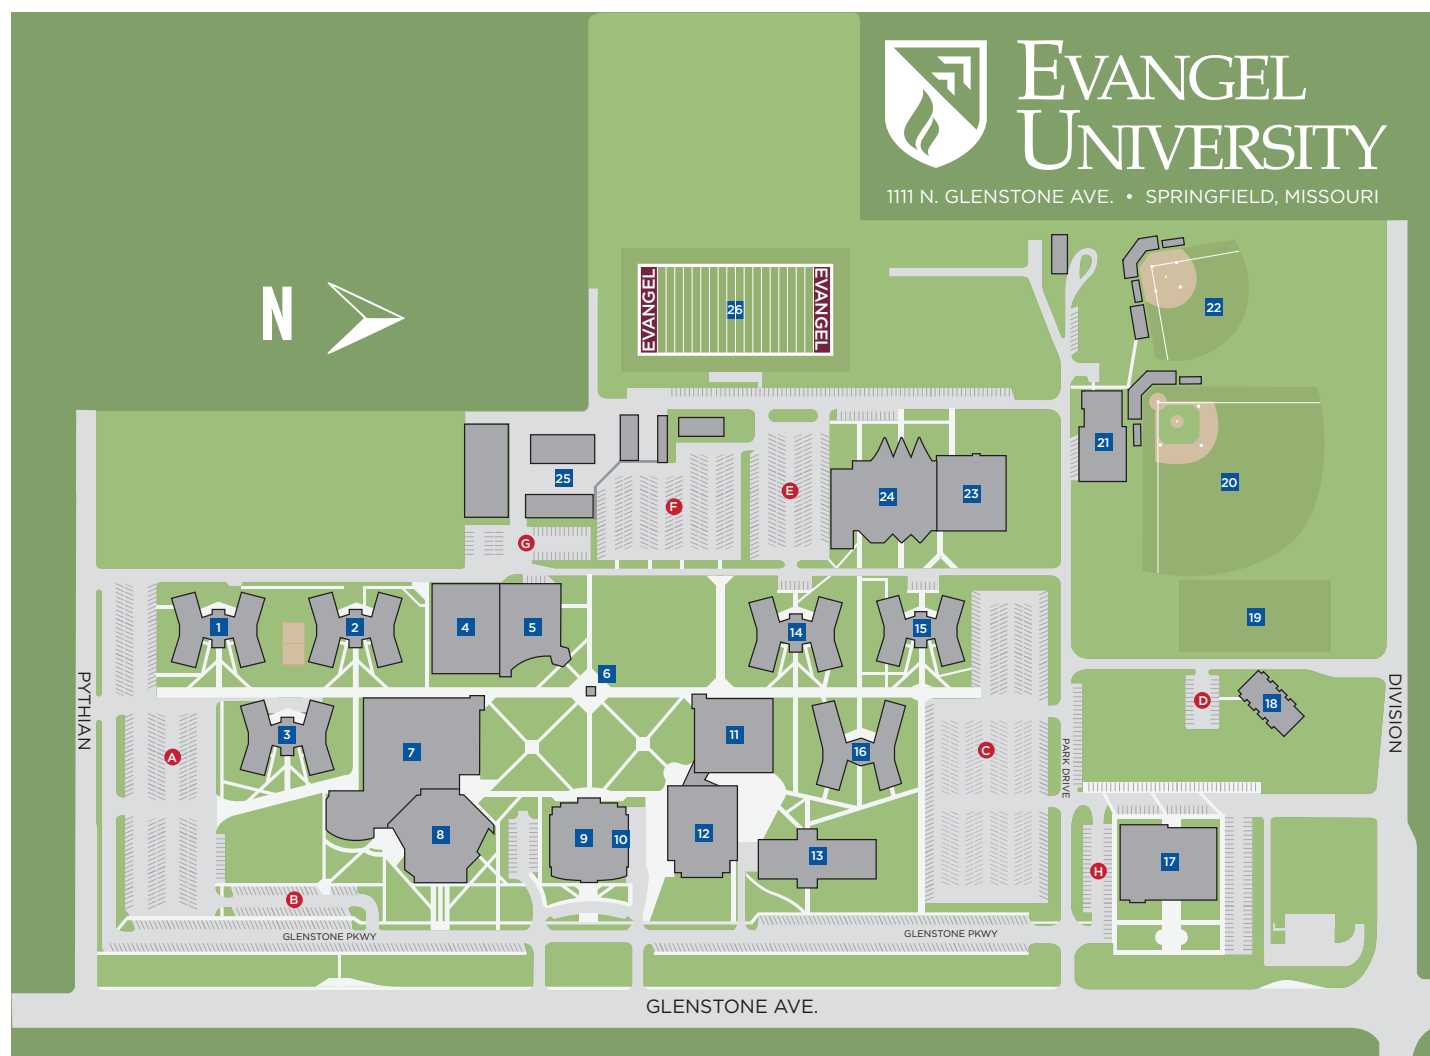 EVANGEL
UNIVERSITY
1111 N. GLENSTONE AVE. • SPRINGFIELD, MISSOURI
N
EVANGEL
26
EVANGEL
22
21
20
25
F
E
24
23
G
19
1
2
4
5
14
15
6
PYTHIAN
3
7
A
11
16
C
PARK DRIVE
D
18
DIVISION
8
9
10
12
13
17
H
B
GLENSTONE PKWY
GLENSTONE PKWY
GLENSTONE AVE.